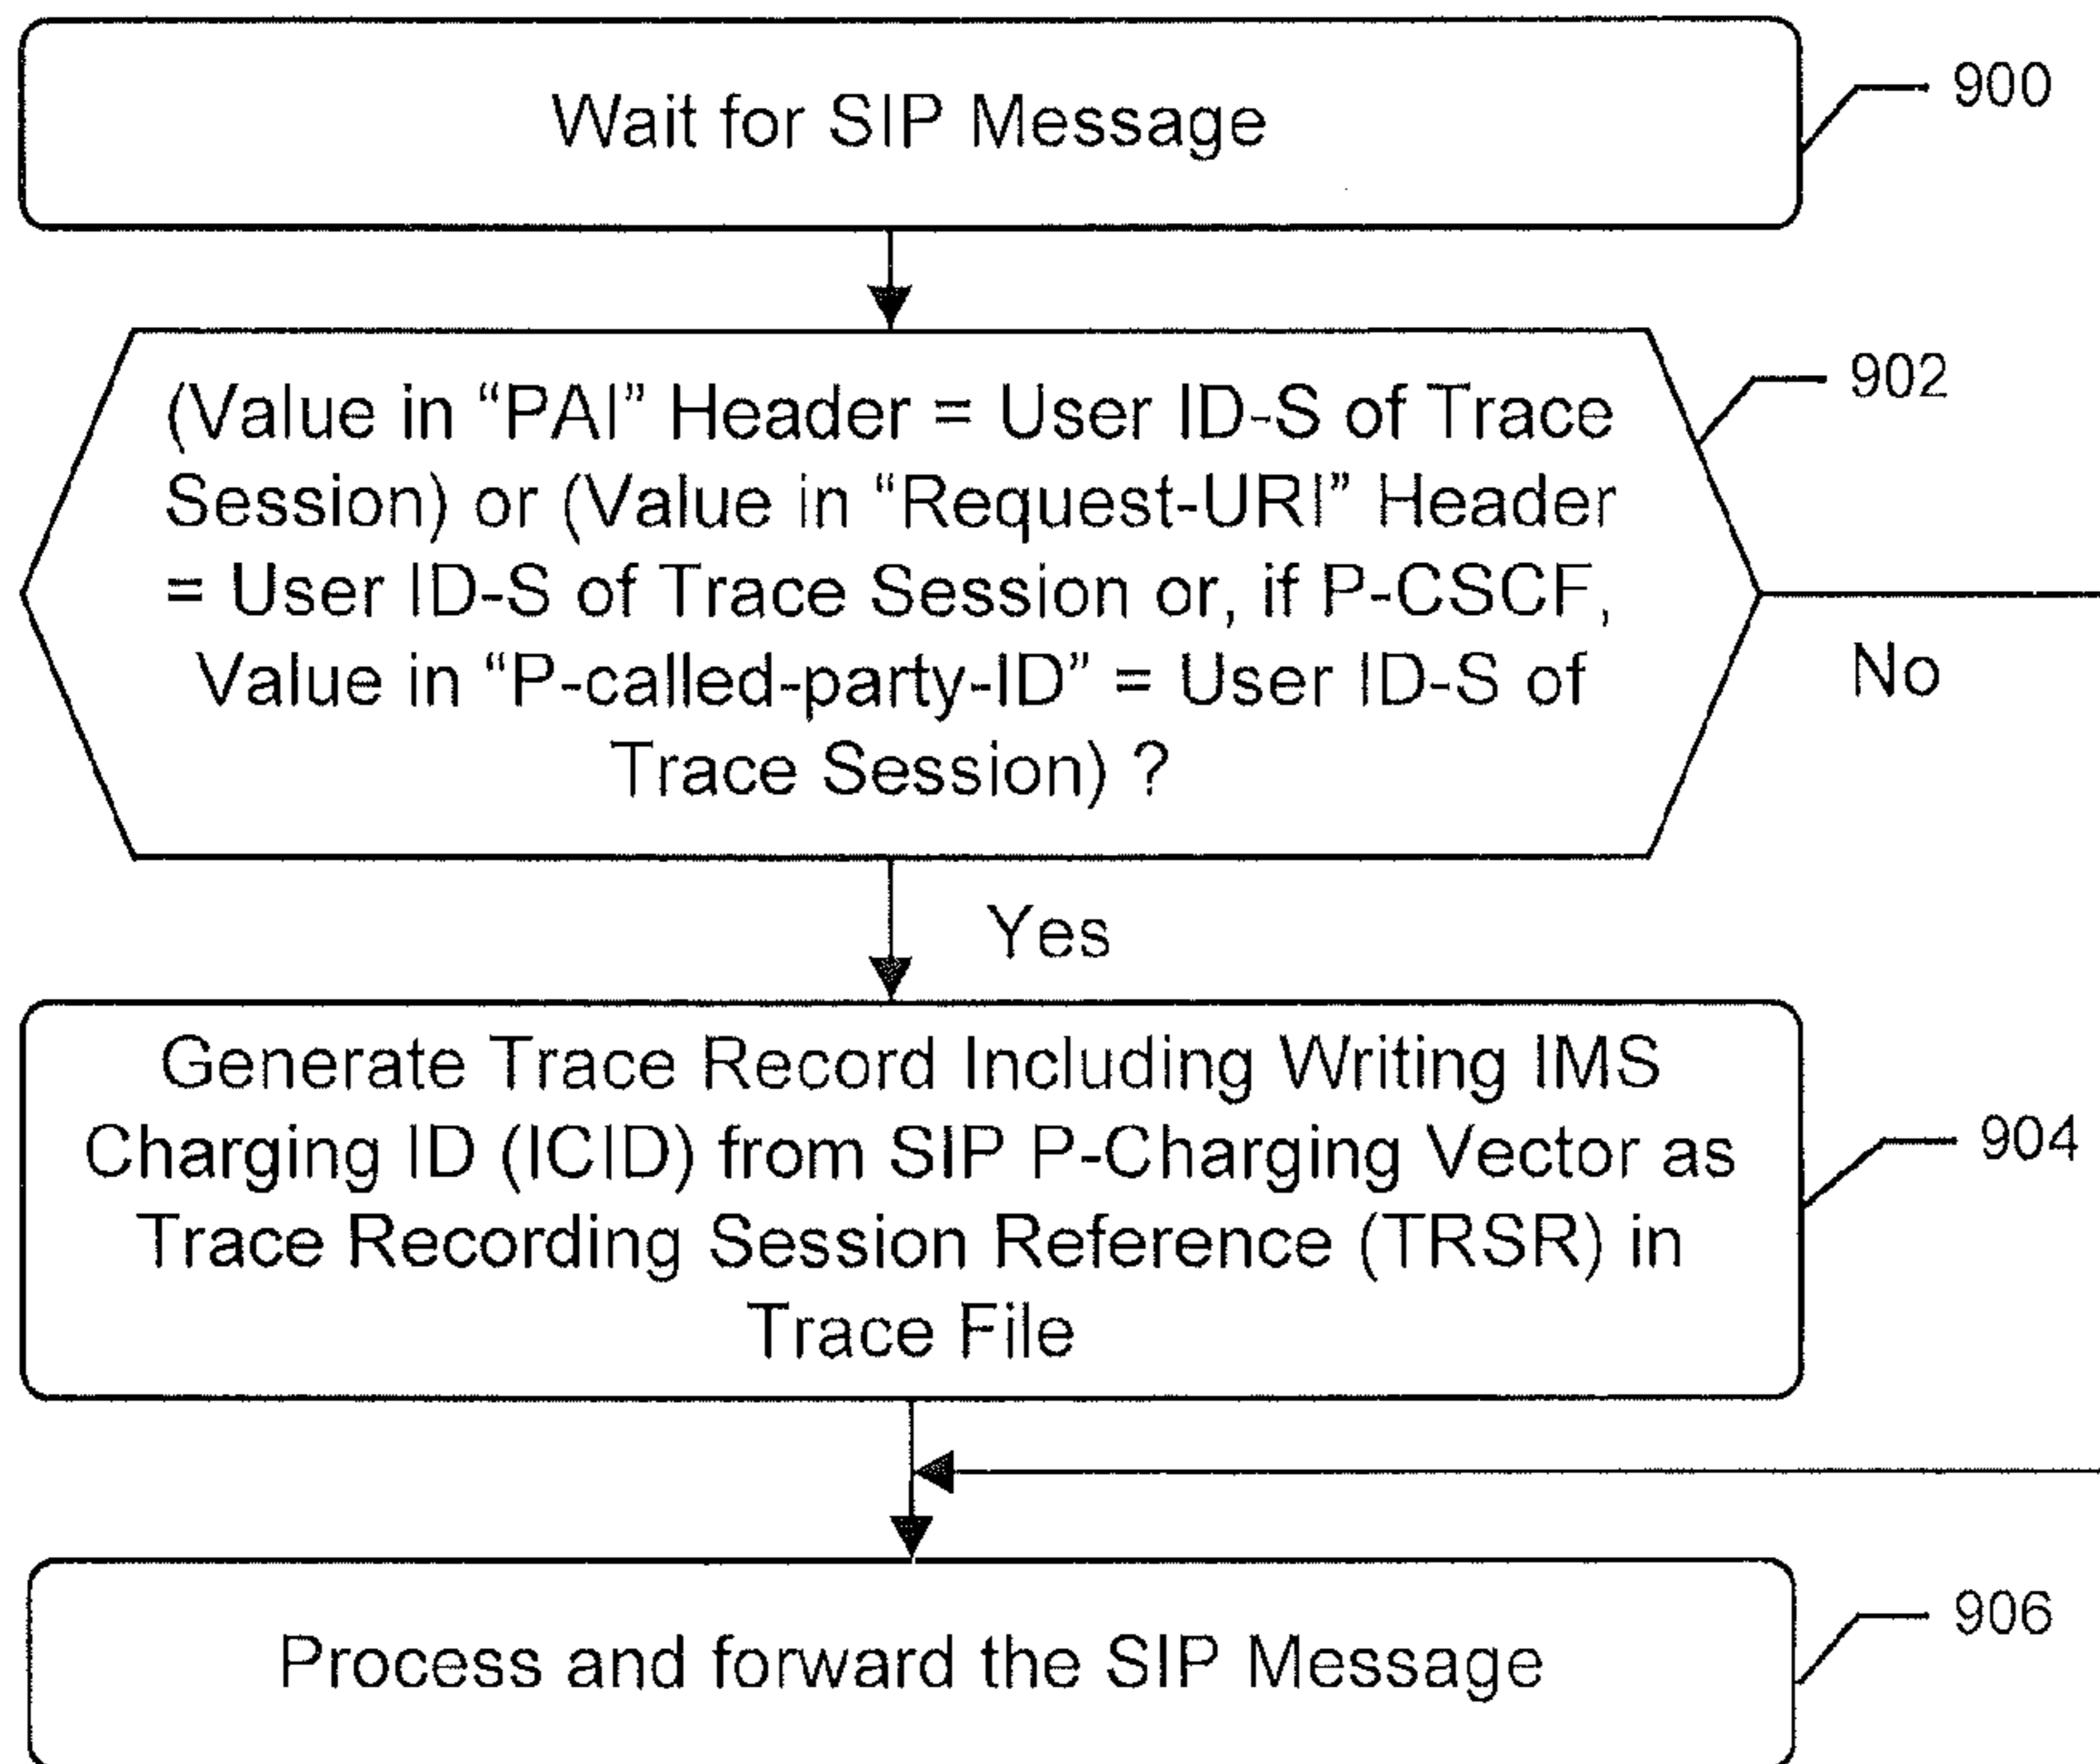 Wait for SIP Message
900
(Value in “PAI” Header = User ID-S of Trace
Session) or (Value in “Request-URI” Header
= User ID-S of Trace Session or, if P-CSCF,
Value in “P-called-party-ID” = User ID-S of
Trace Session) ?
902
No
Yes
Generate Trace Record Including Writing IMS
Charging ID (ICID) from SIP P-Charging Vector as
Trace Recording Session Reference (TRSR) in
Trace File
904
Process and forward the SIP Message
906